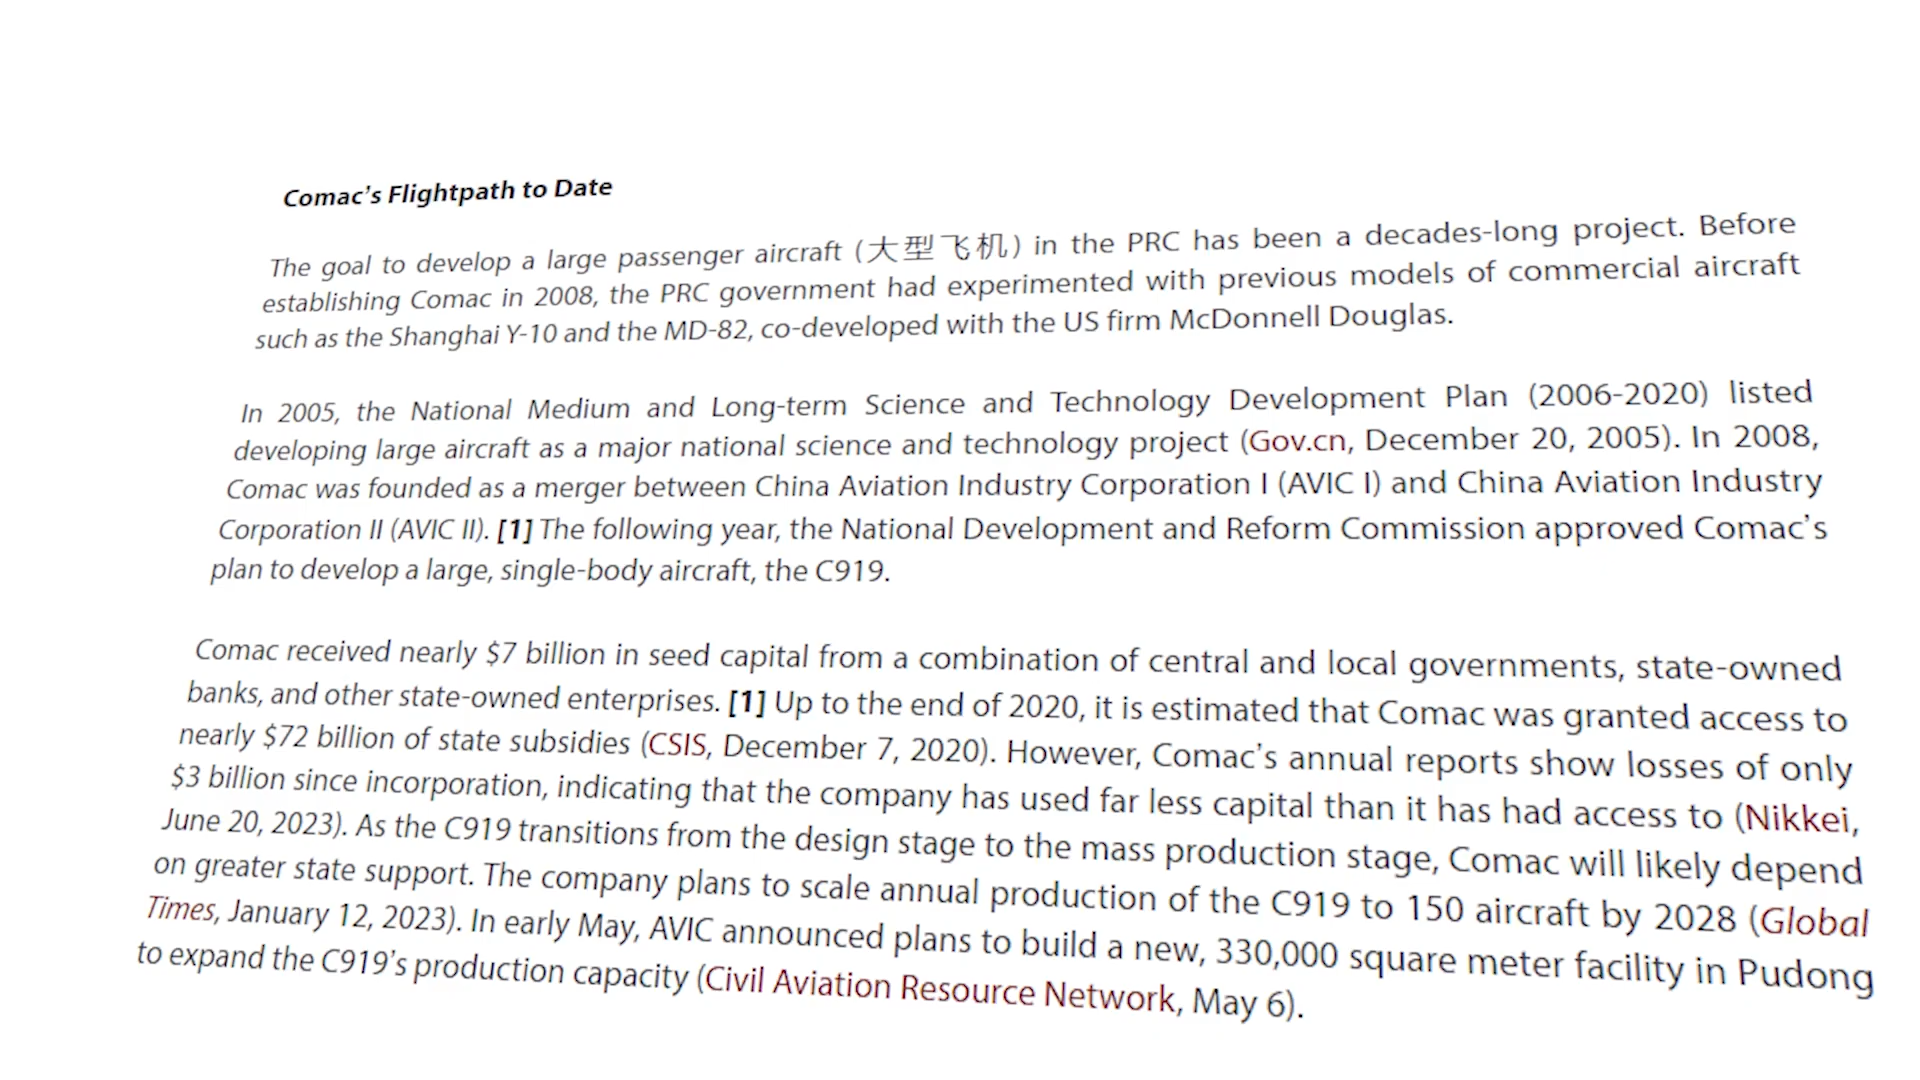 Comac's Flightpath to Date
The goal to develop a large passenger aircraft (大型飞机) in the PRC has been a decades-long project. Before
establishing Comac in 2008, the PRC government had experimented with previous models of commercial aircraft
such as the Shanghai Y-10 and the MD-82, co-developed with the US firm McDonnell Douglas.
In 2005, the National Medium and Long-term Science and Technology Development Plan (2006-2020) listed
developing large aircraft as a major national science and technology project (Gov.cn, December 20, 2005). In 2008,
Comac was founded as a merger between China Aviation Industry Corporation I (AVIC I) and China Aviation Industry
Corporation II (AVIC II). [1] The following year, the National Development and Reform Commission approved Comac's
plan to develop a large, single-body aircraft, the C919.
Comac received nearly $7 billion in seed capital from a combination of central and local governments, state-owned
banks, and other state-owned enterprises. [1] Up to the end of 2020, it is estimated that Comac was granted access to
nearly $72 billion of state subsidies (CSIS, December 7, 2020). However, Comac's annual reports show losses of only
$3 billion since incorporation, indicating that the company has used far less capital than it has had access to (Nikkei,
June 20, 2023). As the C919 transitions from the design stage to the mass production stage, Comac will likely depend
on greater state support. The company plans to scale annual production of the C919 to 150 aircraft by 2028 (Global
Times, January 12, 2023). In early May, AVIC announced plans to build a new, 330,000 square meter facility in Pudong
to expand the C919's production capacity (Civil Aviation Resource Network, May 6).